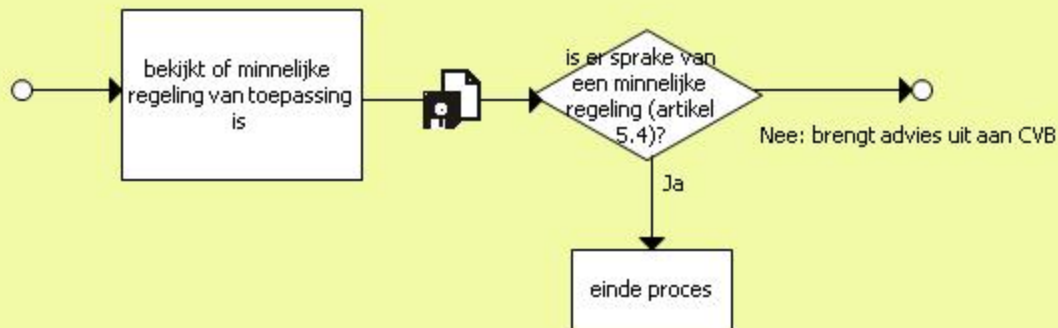 bekijkt of minnelijke
regeling van toepassing
is
is er sprake van
een minnelijke
regeling (artikel
5.4)?
Nee: brengt advies uit aan CVB
Ja
einde proces